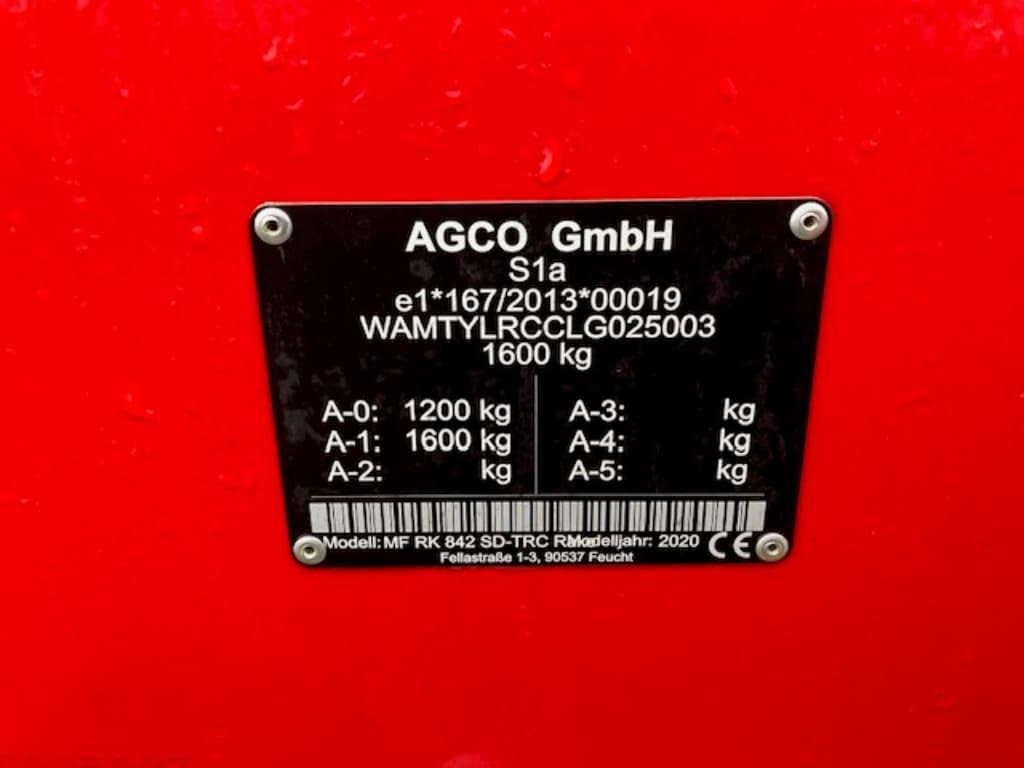 AGCO GmbH
S1a
e1*167/2013*00019
WAMTYLRCCLG025003
1600 kg
A-0: 1200 kg
A-1: 1600 kg
A-2: kg
A-3: kg
A-4: kg
A-5: kg
Modell: MF RK 842 SD-TRC Modelljahr: 2020 CE
Fellastraße 1-3, 90537 Feucht